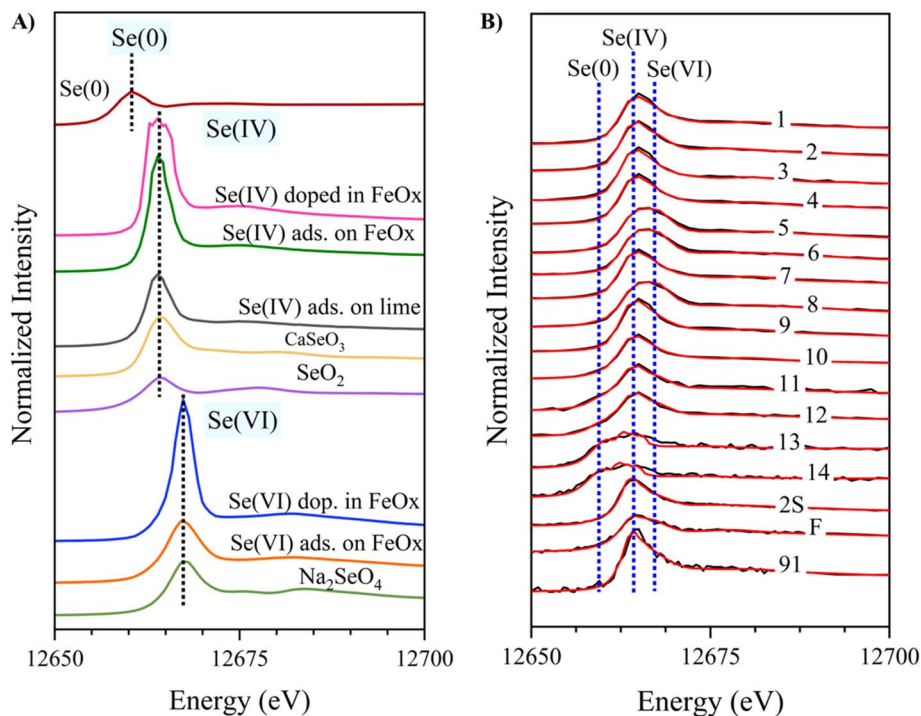 A)
Se(0)
Se(0)
Se(IV)
Se(IV) doped in FeOx
Se(IV) ads. on FeOx
Se(IV) ads. on lime
CaSeO₃
SeO₂
Se(VI)
Se(VI) dop. in FeOx
Se(VI) ads. on FeOx
Na₂SeO₄
Normalized Intensity
12650
12675
12700
Energy (eV)
B)
Se(IV)
Se(0)
Se(VI)
1
2
3
4
5
6
7
8
9
10
11
12
13
14
2S
F
91
Normalized Intensity
12650
12675
12700
Energy (eV)